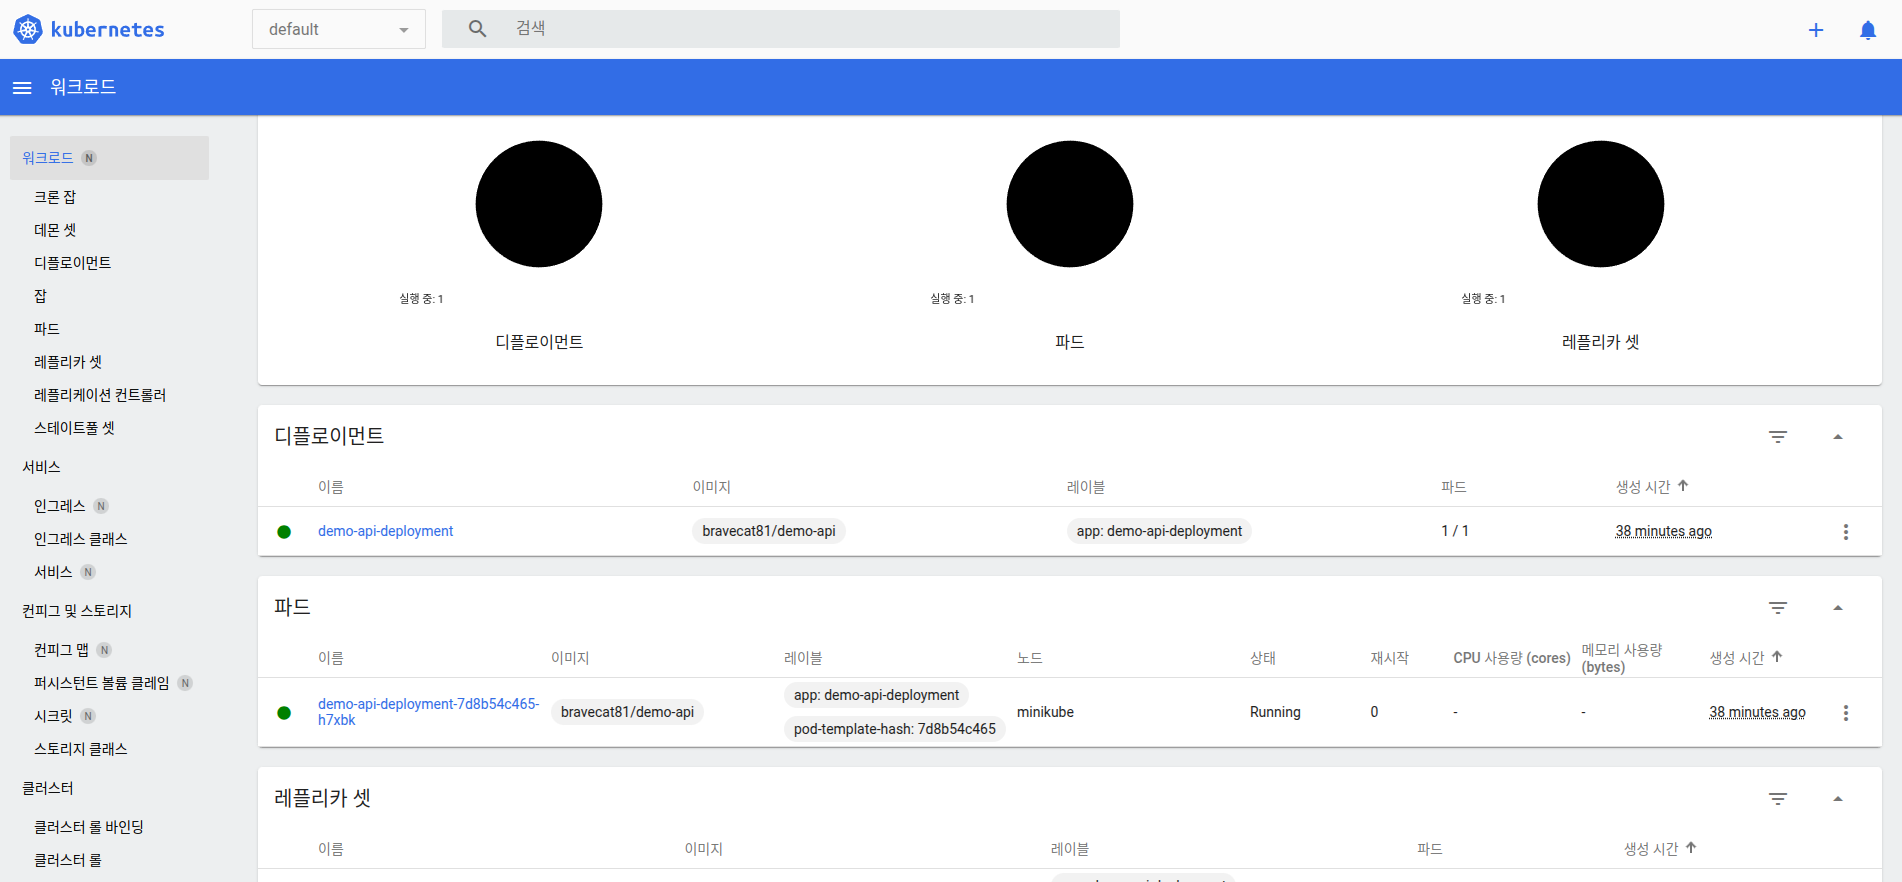 kubernetes
default
검색
워크로드
워크로드 N
크론 잡
데몬 셋
디플로이먼트
잡
파드
레플리카 셋
레플리케이션 컨트롤러
스테이트풀 셋
서비스
인그레스 N
인그레스 클래스
서비스 N
컨피그 및 스토리지
컨피그 맵 N
퍼시스턴트 볼륨 클레임 N
시크릿 N
스토리지 클래스
클러스터
클러스터 롤 바인딩
클러스터 롤
실행 중: 1
실행 중: 1
실행 중: 1
디플로이먼트
파드
레플리카 셋
디플로이먼트
이름 이미지 레이블 파드 생성 시간
demo-api-deployment bravecat81/demo-api app: demo-api-deployment 1 / 1 38 minutes ago
파드
이름 이미지 레이블 노드 상태 재시작 CPU 사용량 (cores) 메모리 사용량
(bytes) 생성 시간
demo-api-deployment-7d8b54c465-
h7xbk
bravecat81/demo-api
app: demo-api-deployment
pod-template-hash: 7d8b54c465
minikube Running 0 - - 38 minutes ago
레플리카 셋
이름 이미지 레이블 파드 생성 시간